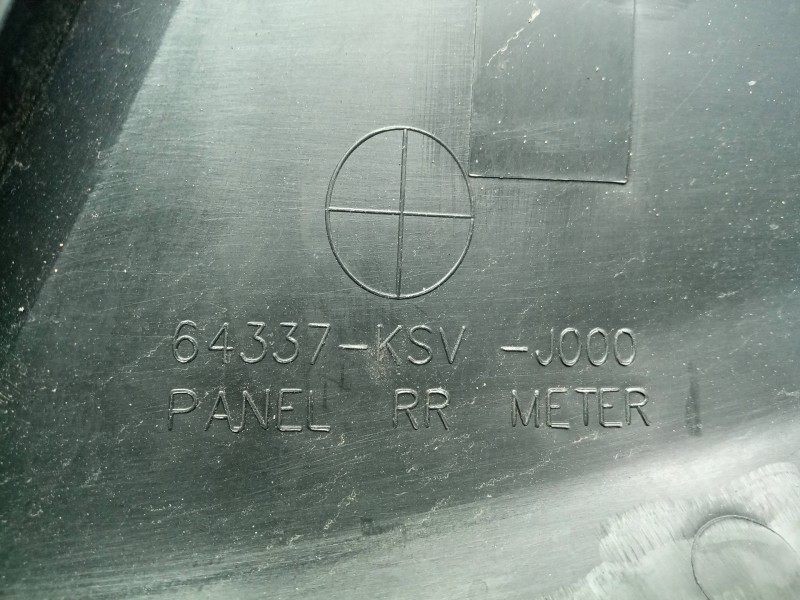 64337-KSV -J000
PANEL RR METER